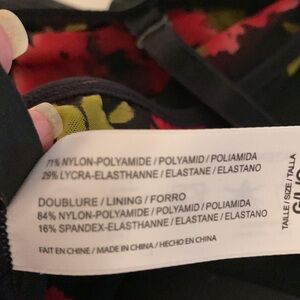 71% NYLON-POLYAMIDE / POLYAMID / POLIAMIDA
29% LYCRA-ELASTHANNE / ELASTANE / ELASTANO
DOUBLURE / LINING / FORRO
84% NYLON-POLYAMIDE / POLYAMID / POLIAMIDA
16% SPANDEX-ELASTHANNE / ELASTANE / ELASTANO
FAIT EN CHINE / MADE IN CHINA / HECHO EN CHINA
TAILLE / SIZE / TALLA